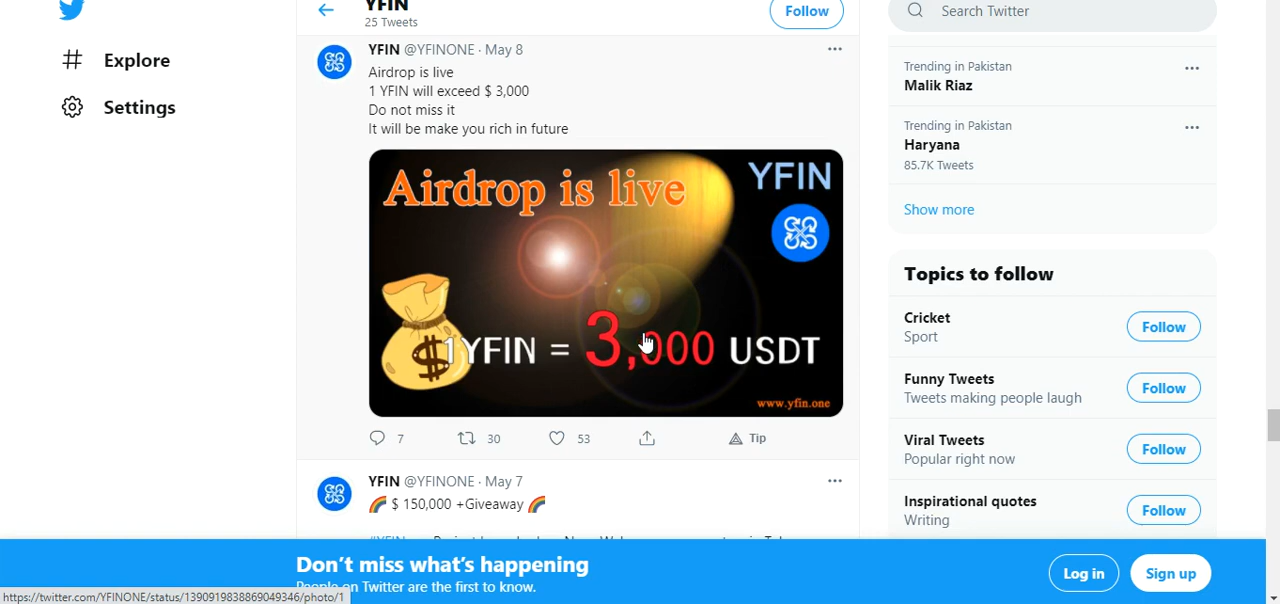 YFIN
25 Tweets
Follow
Search Twitter
Explore
Settings
YFIN @YFINONE · May 8
Airdrop is live
1 YFIN will exceed $ 3,000
Do not miss it
It will be make you rich in future
Airdrop is live
YFIN
1 YFIN = 3,000 USDT
www.yfin.one
7
30
53
Tip
YFIN @YFINONE · May 7
🌈 $ 150,000 +Giveaway 🌈
Trending in Pakistan
Malik Riaz
Trending in Pakistan
Haryana
85.7K Tweets
Show more
Topics to follow
Cricket
Sport
Follow
Funny Tweets
Tweets making people laugh
Follow
Viral Tweets
Popular right now
Follow
Inspirational quotes
Writing
Follow
Don't miss what's happening
People on Twitter are the first to know.
Log in
Sign up
https://twitter.com/YFINONE/status/1390919838869049346/photo/1